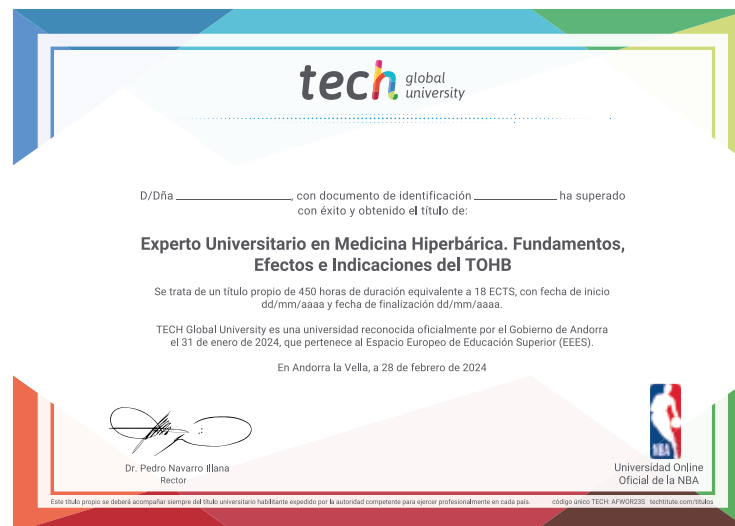 tech global university
D/Dña ______________, con documento de identificación __________ ha superado
con éxito y obtenido el título de:
Experto Universitario en Medicina Hiperbárica. Fundamentos,
Efectos e Indicaciones del TOHB
Se trata de un título propio de 450 horas de duración equivalente a 18 ECTS, con fecha de inicio
dd/mm/aaaa y fecha de finalización dd/mm/aaaa.
TECH Global University es una universidad reconocida oficialmente por el Gobierno de Andorra
el 31 de enero de 2024, que pertenece al Espacio Europeo de Educación Superior (EEES).
En Andorra la Vella, a 28 de febrero de 2024
Dr. Pedro Navarro Illana
Rector
NBA
Universidad Online
Oficial de la NBA
Este título propio se deberá acompañar siempre del título universitario habilitante expedido por la autoridad competente para ejercer profesionalmente en cada país. código único TECH: AFWOR23S techtitute.com/titulos